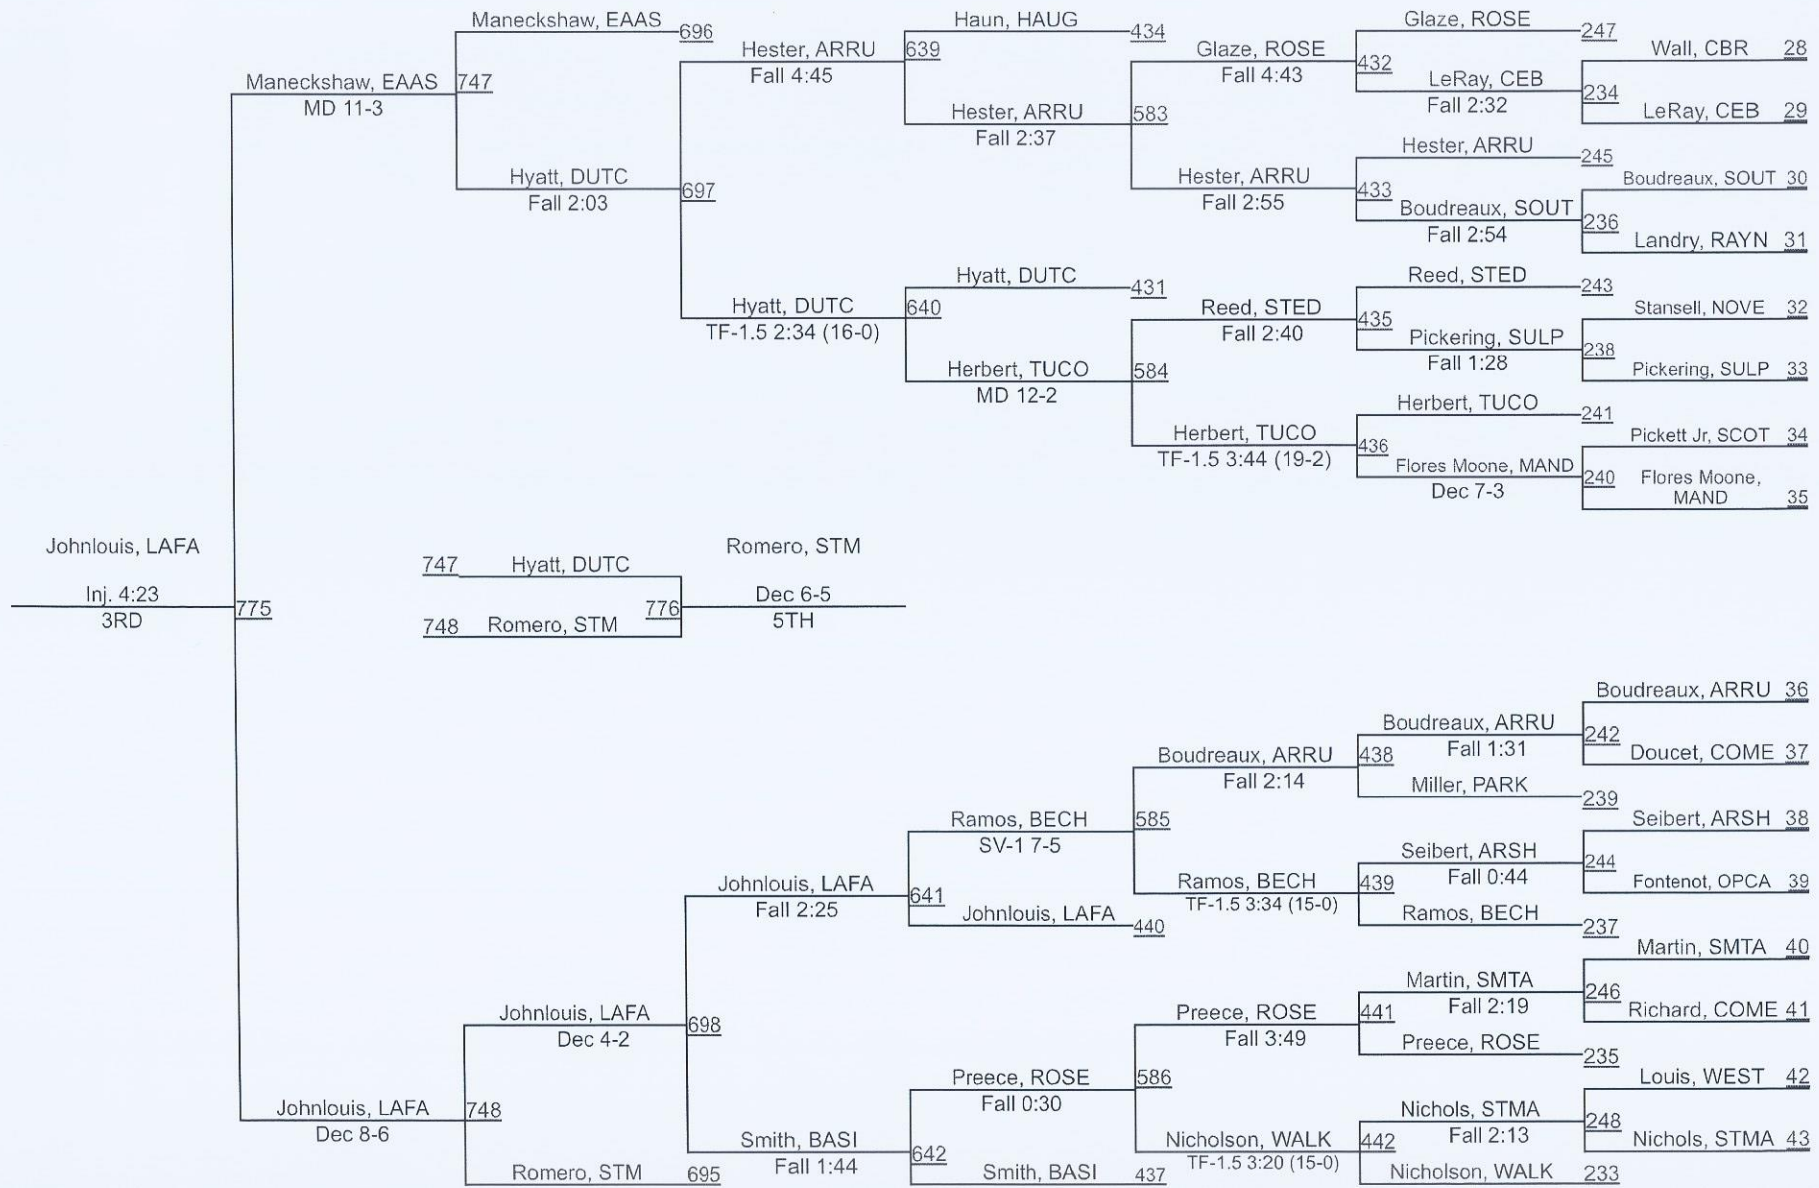 Maneckshaw, EAAS
696
Haun, HAUG
434
Glaze, ROSE
247
Wall, CBR 28
Hester, ARRU
639
Glaze, ROSE
432
Fall 4:45
Fall 4:43
LeRay, CEB
234
Fall 2:32
Maneckshaw, EAAS
747
MD 11-3
Hester, ARRU
583
Fall 2:37
LeRay, CEB 29
Hester, ARRU
245
Hyatt, DUTC
697
Fall 2:03
Hester, ARRU
433
Fall 2:55
Boudreaux, SOUT 30
Boudreaux, SOUT
236
Fall 2:54
Landry, RAYN 31
Hyatt, DUTC
431
Reed, STED
243
Hyatt, DUTC
640
TF-1.5 2:34 (16-0)
Reed, STED
435
Fall 2:40
Stansell, NOVE 32
Pickering, SULP
238
Fall 1:28
Herbert, TUCO
584
MD 12-2
Pickering, SULP 33
Herbert, TUCO
241
Herbert, TUCO
436
TF-1.5 3:44 (19-2)
Pickett Jr, SCOT 34
Flores Moone, MAND
240
Dec 7-3
Flores Moone,
MAND 35
Johnlouis, LAFA
Inj. 4:23
775
3RD
747 Hyatt, DUTC
Romero, STM
776
Dec 6-5
748 Romero, STM
5TH
Boudreaux, ARRU 36
Boudreaux, ARRU
242
Fall 1:31
Boudreaux, ARRU
438
Fall 2:14
Doucet, COME 37
Miller, PARK
239
Ramos, BECH
585
SV-1 7-5
Seibert, ARSH 38
Seibert, ARSH
244
Fall 0:44
Johnlouis, LAFA
641
Fall 2:25
Ramos, BECH
439
TF-1.5 3:34 (15-0)
Fontenot, OPCA 39
Johnlouis, LAFA
440
Ramos, BECH
237
Martin, SMTA 40
Martin, SMTA
246
Fall 2:19
Johnlouis, LAFA
698
Dec 4-2
Preece, ROSE
441
Fall 3:49
Richard, COME 41
Preece, ROSE
235
Preece, ROSE
586
Fall 0:30
Louis, WEST 42
Johnlouis, LAFA
748
Dec 8-6
Nichols, STMA
248
Fall 2:13
Smith, BASI
642
Fall 1:44
Nicholson, WALK
442
TF-1.5 3:20 (15-0)
Nichols, STMA 43
Romero, STM
695
Smith, BASI
437
Nicholson, WALK
233